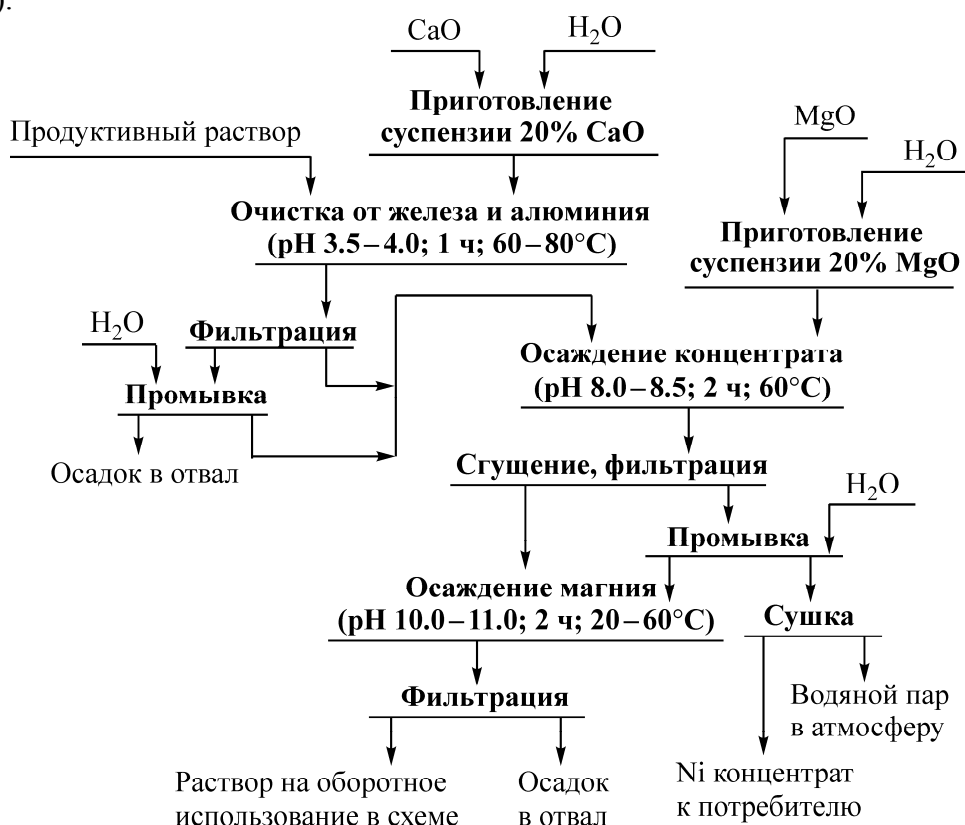 ).
CaO
H₂O
Приготовление
суспензии 20% CaO
Продуктивный раствор
MgO
H₂O
Очистка от железа и алюминия
(pH 3.5–4.0; 1 ч; 60–80°C)
Приготовление
суспензии 20% MgO
H₂O
Фильтрация
Промывка
Осадок в отвал
Осаждение концентрата
(pH 8.0–8.5; 2 ч; 60°C)
Сгущение, фильтрация
H₂O
Промывка
Осаждение магния
(pH 10.0–11.0; 2 ч; 20–60°C)
Сушка
Фильтрация
Водяной пар
в атмосферу
Раствор на оборотное
использование в схеме
Осадок
в отвал
Ni концентрат
к потребителю